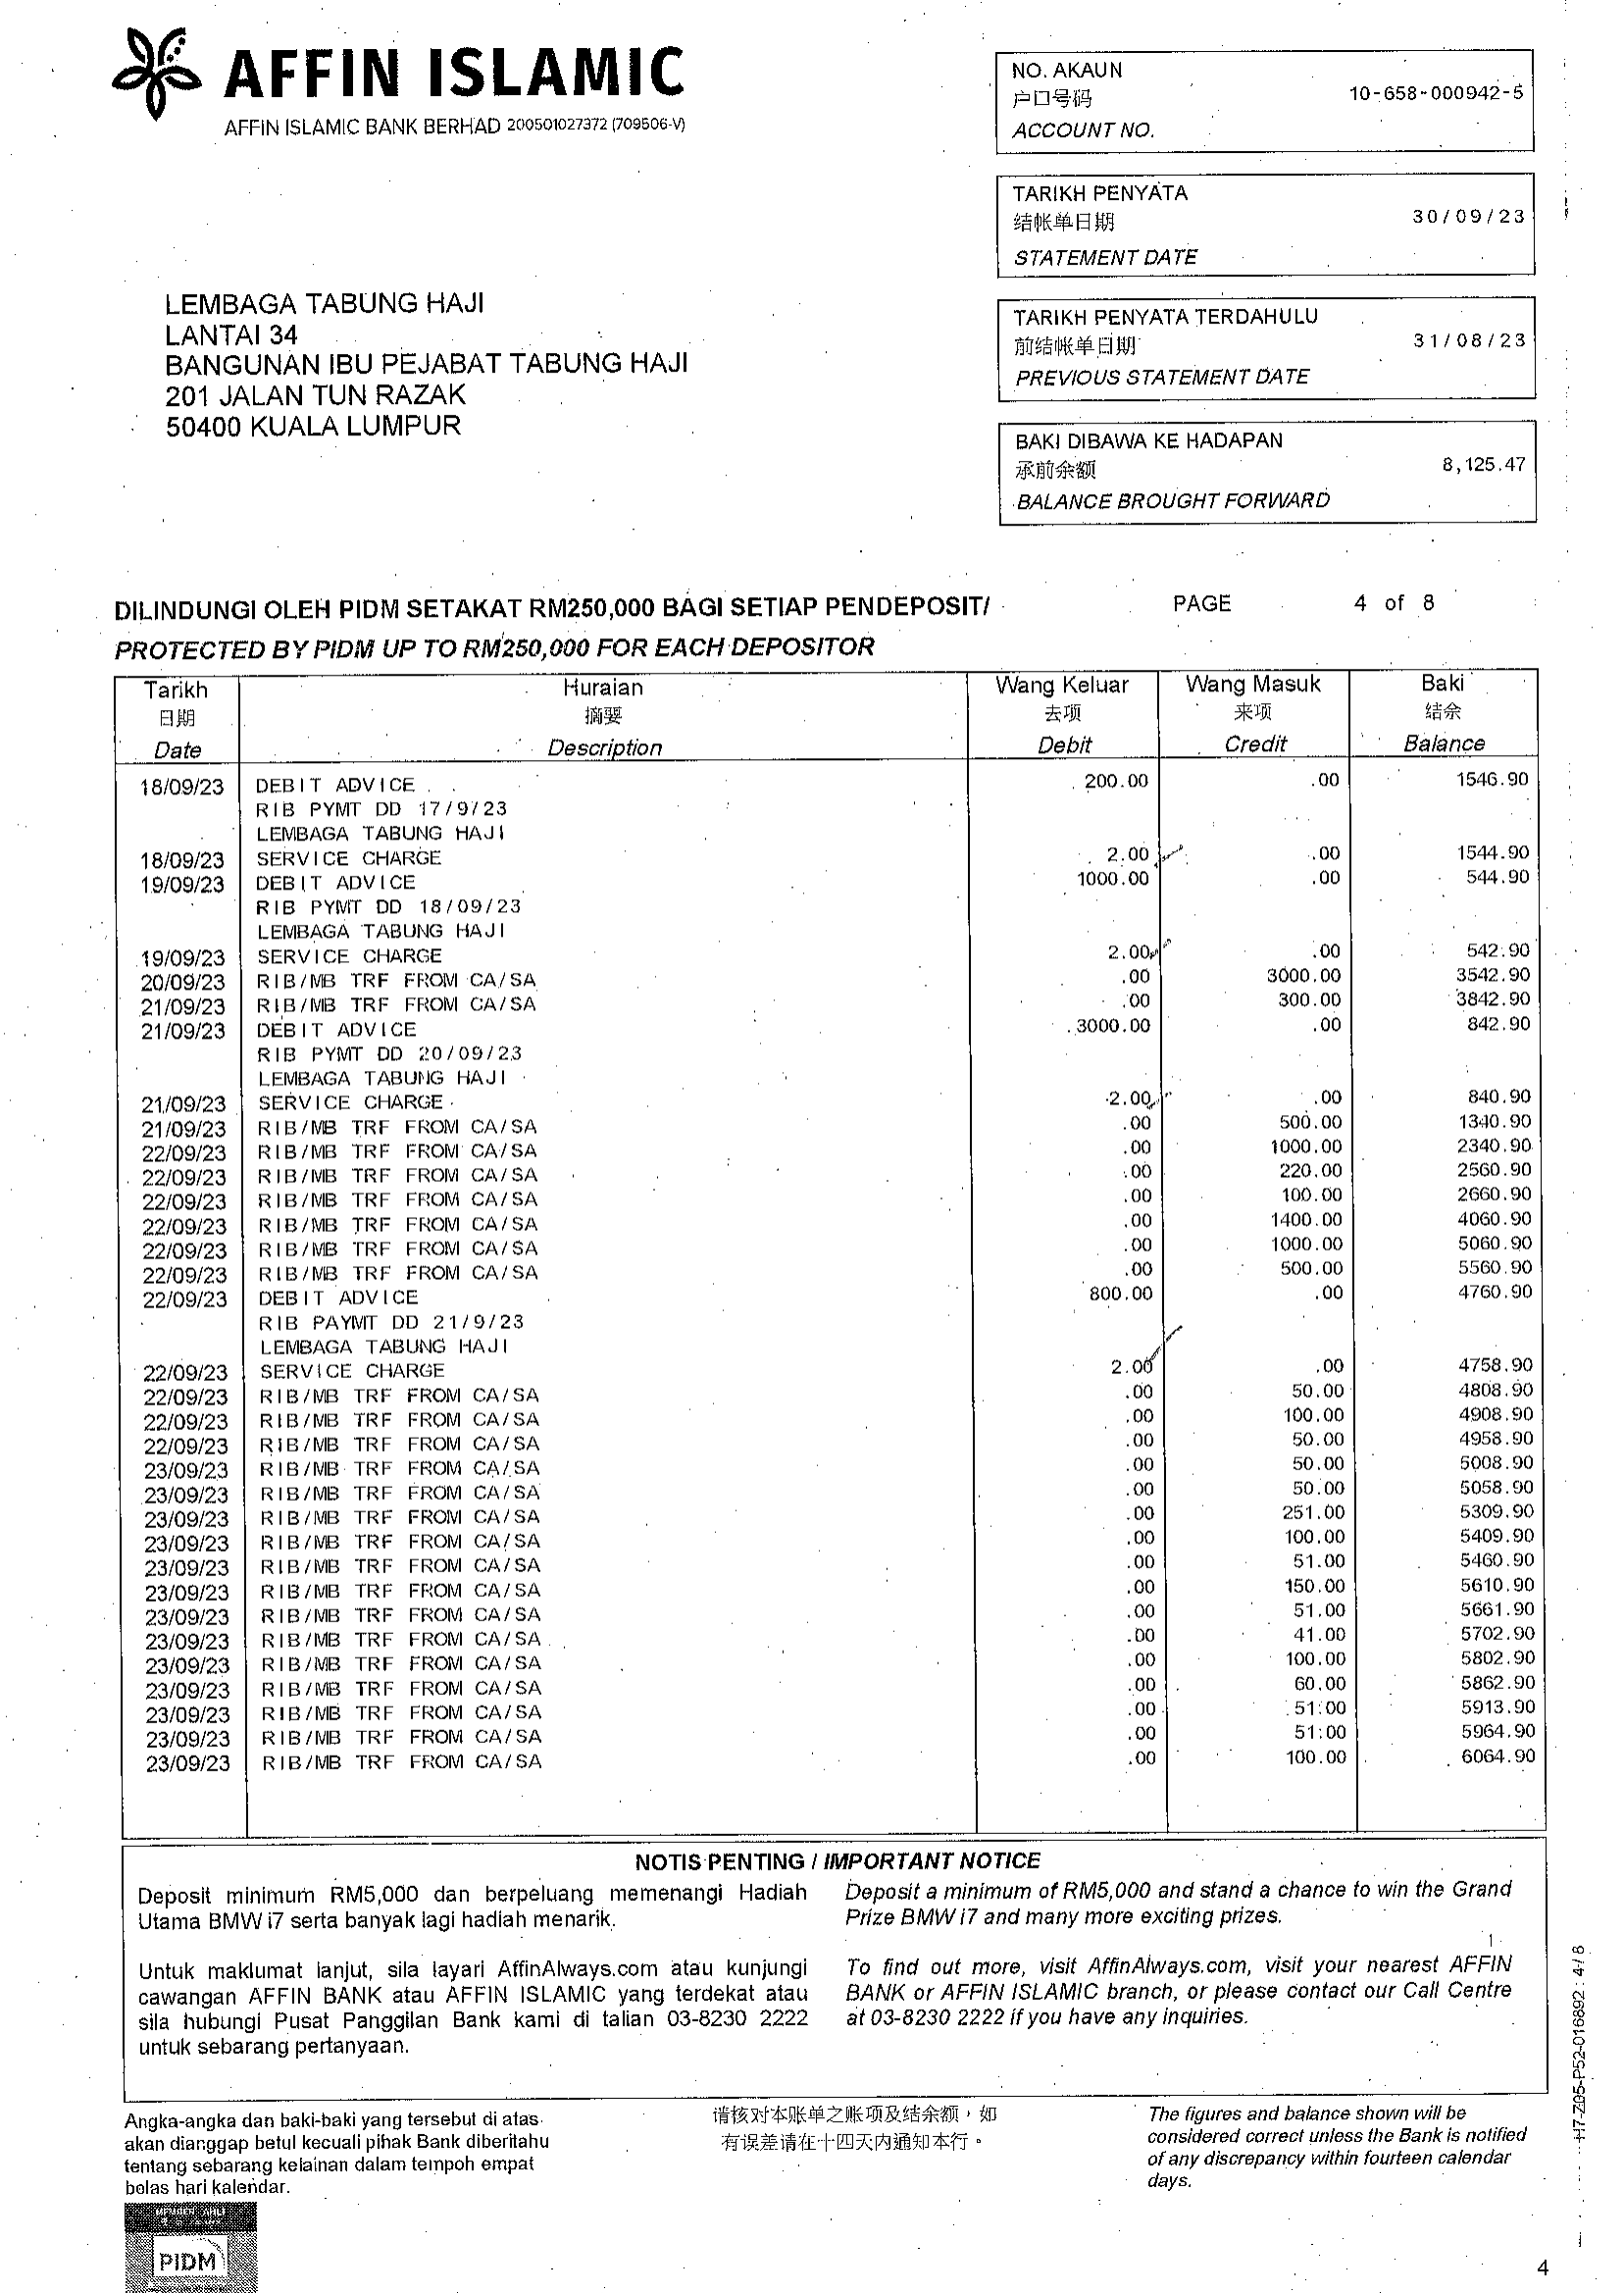 AFFIN ISLAMIC
AFFIN ISLAMIC BANK BERHAD 200501027372 (709506-V)
NO. AKAUN
户口号码 10-658-000942-5
ACCOUNT NO.
TARIKH PENYATA
结帐单日期 30/09/23
STATEMENT DATE
TARIKH PENYATA TERDAHULU
前结帐单日期 31/08/23
PREVIOUS STATEMENT DATE
BAKI DIBAWA KE HADAPAN
承前余额 8,125.47
BALANCE BROUGHT FORWARD
LEMBAGA TABUNG HAJI
LANTAI 34
BANGUNAN IBU PEJABAT TABUNG HAJI
201 JALAN TUN RAZAK
50400 KUALA LUMPUR
DILINDUNGI OLEH PIDM SETAKAT RM250,000 BAGI SETIAP PENDEPOSIT/ PAGE 4 of 8
PROTECTED BY PIDM UP TO RM250,000 FOR EACH DEPOSITOR
Tarikh Huraian Wang Keluar Wang Masuk Baki
日期 摘要 去项 来项 结余
Date Description Debit Credit Balance
18/09/23 DEBIT ADVICE 200.00 .00 1546.90
RIB PYMT DD 17/9/23
LEMBAGA TABUNG HAJI
18/09/23 SERVICE CHARGE 2.00 .00 1544.90
19/09/23 DEBIT ADVICE 1000.00 .00 544.90
RIB PYMT DD 18/09/23
LEMBAGA TABUNG HAJI
19/09/23 SERVICE CHARGE 2.00 .00 542.90
20/09/23 RIB/MB TRF FROM CA/SA .00 3000.00 3542.90
21/09/23 RIB/MB TRF FROM CA/SA .00 300.00 3842.90
21/09/23 DEBIT ADVICE 3000.00 .00 842.90
RIB PYMT DD 20/09/23
LEMBAGA TABUNG HAJI
21/09/23 SERVICE CHARGE 2.00 .00 840.90
21/09/23 RIB/MB TRF FROM CA/SA .00 500.00 1340.90
22/09/23 RIB/MB TRF FROM CA/SA .00 1000.00 2340.90
22/09/23 RIB/MB TRF FROM CA/SA .00 220.00 2560.90
22/09/23 RIB/MB TRF FROM CA/SA .00 100.00 2660.90
22/09/23 RIB/MB TRF FROM CA/SA .00 1400.00 4060.90
22/09/23 RIB/MB TRF FROM CA/SA .00 1000.00 5060.90
22/09/23 RIB/MB TRF FROM CA/SA .00 500.00 5560.90
22/09/23 DEBIT ADVICE 800.00 .00 4760.90
RIB PAYMT DD 21/9/23
LEMBAGA TABUNG HAJI
22/09/23 SERVICE CHARGE 2.00 .00 4758.90
22/09/23 RIB/MB TRF FROM CA/SA .00 50.00 4808.90
22/09/23 RIB/MB TRF FROM CA/SA .00 100.00 4908.90
22/09/23 RIB/MB TRF FROM CA/SA .00 50.00 4958.90
23/09/23 RIB/MB TRF FROM CA/SA .00 50.00 5008.90
23/09/23 RIB/MB TRF FROM CA/SA .00 50.00 5058.90
23/09/23 RIB/MB TRF FROM CA/SA .00 251.00 5309.90
23/09/23 RIB/MB TRF FROM CA/SA .00 100.00 5409.90
23/09/23 RIB/MB TRF FROM CA/SA .00 51.00 5460.90
23/09/23 RIB/MB TRF FROM CA/SA .00 150.00 5610.90
23/09/23 RIB/MB TRF FROM CA/SA .00 51.00 5661.90
23/09/23 RIB/MB TRF FROM CA/SA .00 41.00 5702.90
23/09/23 RIB/MB TRF FROM CA/SA .00 100.00 5802.90
23/09/23 RIB/MB TRF FROM CA/SA .00 60.00 5862.90
23/09/23 RIB/MB TRF FROM CA/SA .00 51.00 5913.90
23/09/23 RIB/MB TRF FROM CA/SA .00 51.00 5964.90
23/09/23 RIB/MB TRF FROM CA/SA .00 100.00 6064.90
NOTIS PENTING / IMPORTANT NOTICE
Deposit minimum RM5,000 dan berpeluang memenangi Hadiah
Utama BMW i7 serta banyak lagi hadiah menarik.
Untuk maklumat lanjut, sila layari AffinAlways.com atau kunjungi
cawangan AFFIN BANK atau AFFIN ISLAMIC yang terdekat atau
sila hubungi Pusat Panggilan Bank kami di talian 03-8230 2222
untuk sebarang pertanyaan.
Deposit a minimum of RM5,000 and stand a chance to win the Grand
Prize BMW i7 and many more exciting prizes.
To find out more, visit AffinAlways.com, visit your nearest AFFIN
BANK or AFFIN ISLAMIC branch, or please contact our Call Centre
at 03-8230 2222 if you have any inquiries.
Angka-angka dan baki-baki yang tersebut di atas
akan dianggap betul kecuali pihak Bank diberitahu
tentang sebarang kelainan dalam tempoh empat
belas hari kalendar.
请核对本账单之账项及结余额，如
有误差请在十四天内通知本行。
The figures and balance shown will be
considered correct unless the Bank is notified
of any discrepancy within fourteen calendar
days.
PIDM
H7-Z05-P52-016892 : 4/8
4